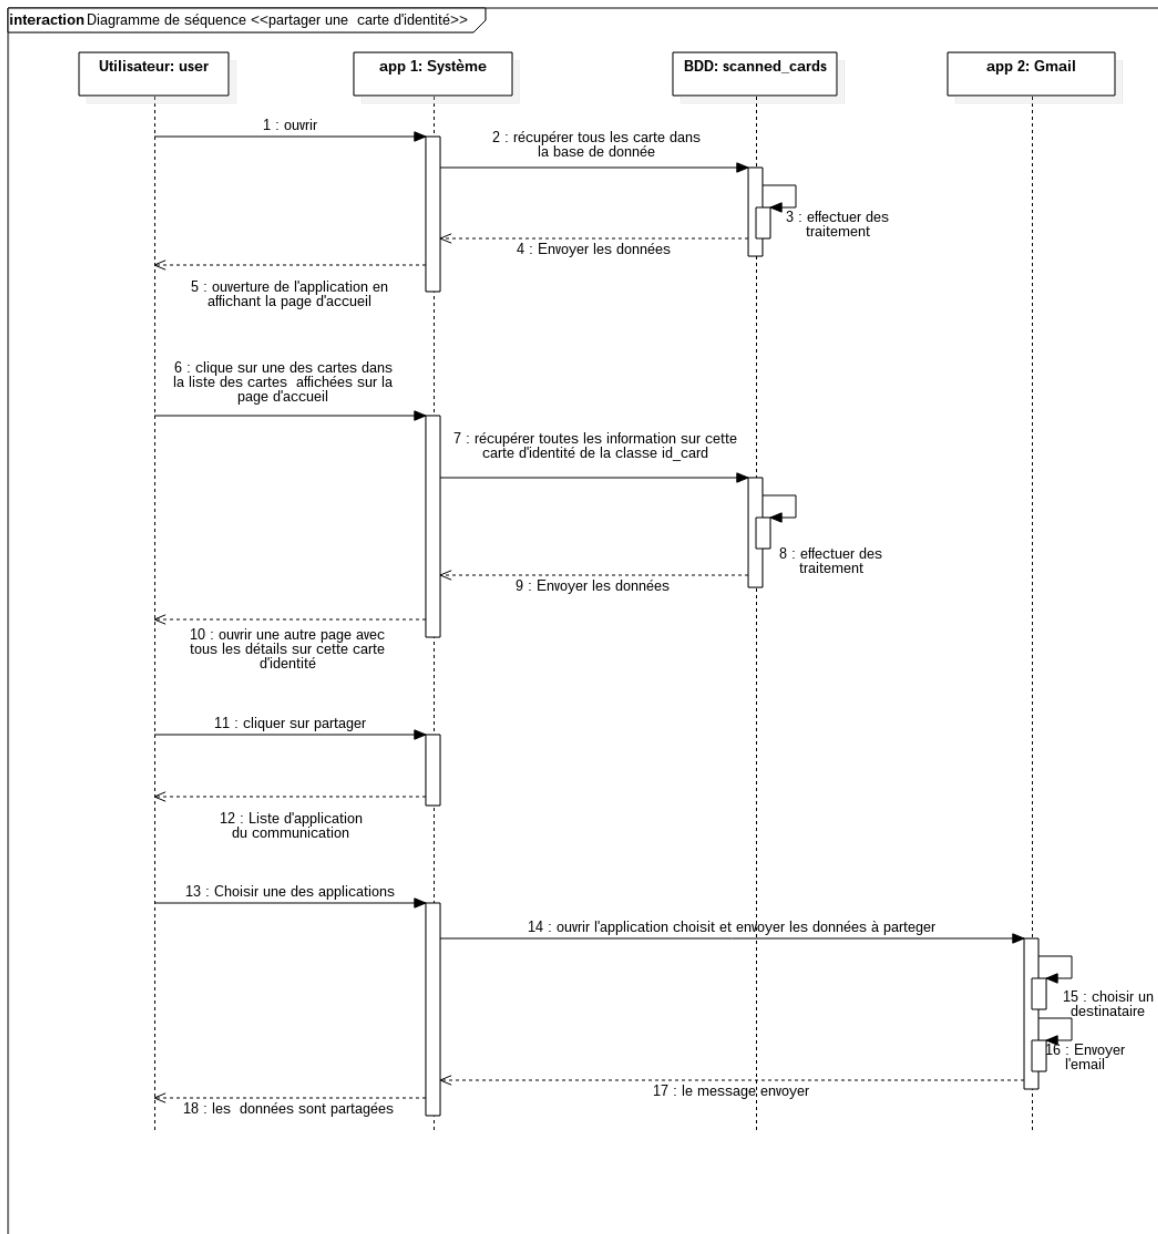 interaction Diagramme de séquence <<partager une  carte d'identité>>
Utilisateur: user
app 1: Système
BDD: scanned_cards
app 2: Gmail
1 : ouvrir
2 : récupérer tous les carte dans
la base de donnée
3 : effectuer des
traitement
4 : Envoyer les données
5 : ouverture de l'application en
affichant la page d'accueil
6 : clique sur une des cartes dans
la liste des cartes  affichées sur la
page d'accueil
7 : récupérer toutes les information sur cette
carte d'identité de la classe id_card
8 : effectuer des
traitement
9 : Envoyer les données
10 : ouvrir une autre page avec
tous les détails sur cette carte
d'identité
11 : cliquer sur partager
12 : Liste d'application
du communication
13 : Choisir une des applications
14 : ouvrir l'application choisit et envoyer les données à parteger
15 : choisir un
destinataire
16 : Envoyer
l'email
17 : le message envoyer
18 : les  données sont partagées